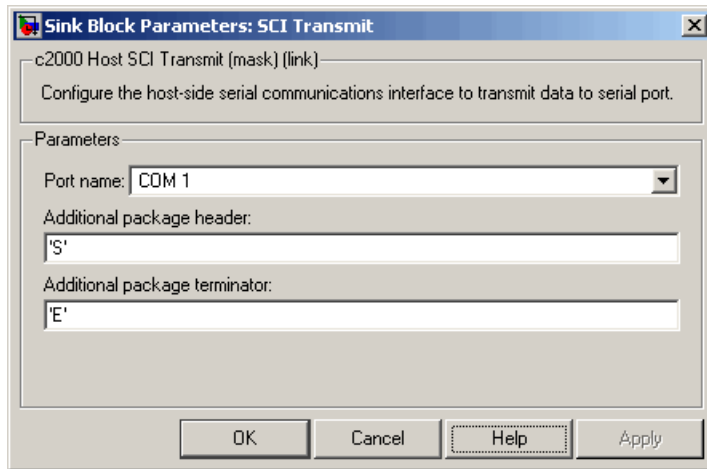 Sink Block Parameters: SCI Transmit
c2000 Host SCI Transmit (mask) (link)
Configure the host-side serial communications interface to transmit data to serial port.
Parameters
Port name: COM 1
Additional package header:
'S'
Additional package terminator:
'E'
OK Cancel Help Apply